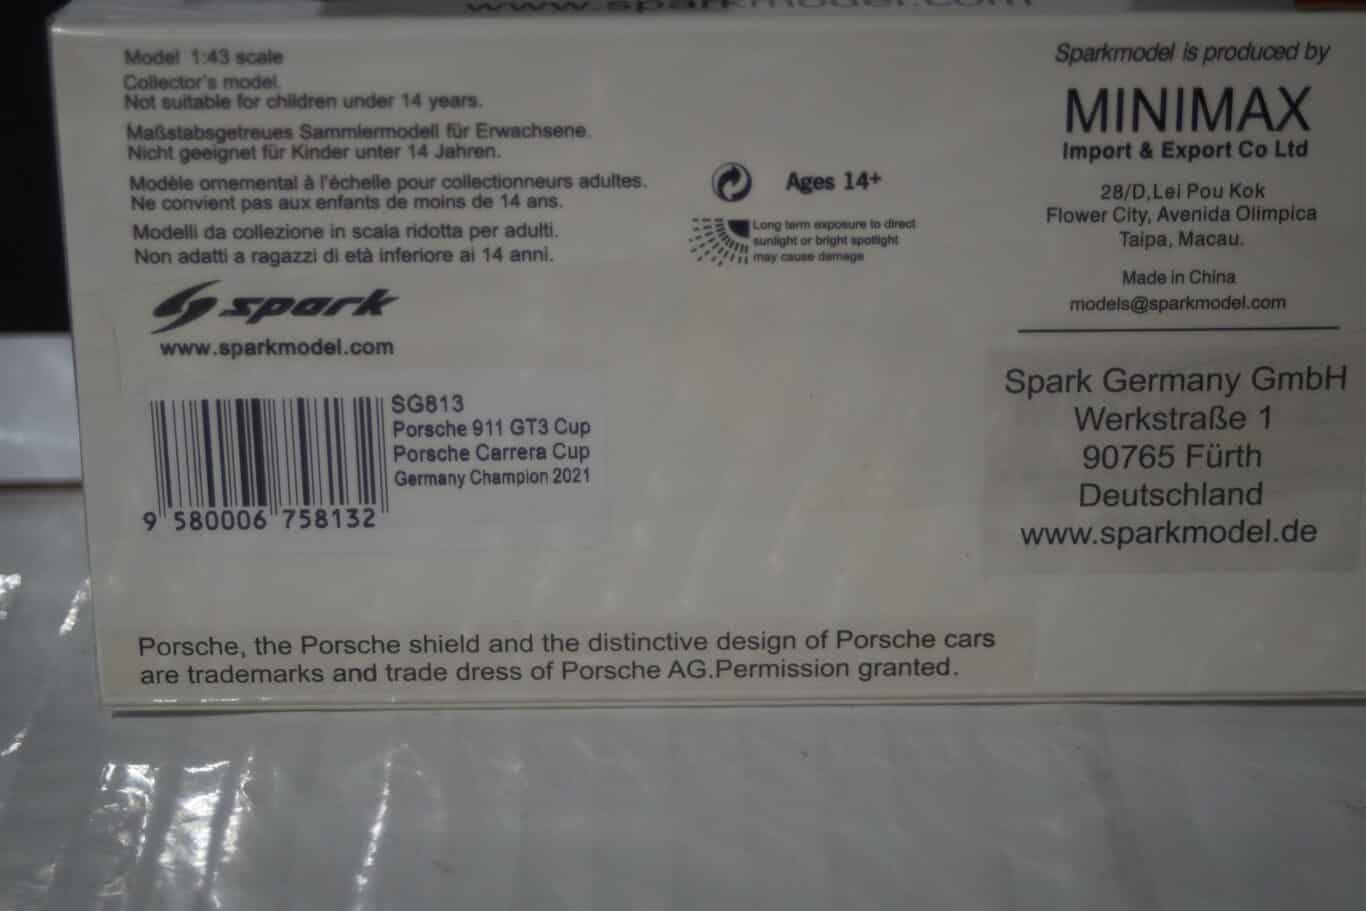 www.sparkmodel.com
Model 1:43 scale
Collector's model.
Not suitable for children under 14 years.
Maßstabsgetreues Sammlermodell für Erwachsene.
Nicht geeignet für Kinder unter 14 Jahren.
Modèle ornemental à l'échelle pour collectionneurs adultes.
Ne convient pas aux enfants de moins de 14 ans.
Modelli da collezione in scala ridotta per adulti.
Non adatti a ragazzi di età inferiore ai 14 anni.
spark
www.sparkmodel.com
SG813
Porsche 911 GT3 Cup
Porsche Carrera Cup
Germany Champion 2021
9 580006 758132
Ages 14+
Long term exposure to direct
sunlight or bright spotlight
may cause damage
Sparkmodel is produced by
MINIMAX
Import & Export Co Ltd
28/D,Lei Pou Kok
Flower City, Avenida Olimpica
Taipa, Macau.
Made in China
models@sparkmodel.com
Spark Germany GmbH
Werkstraße 1
90765 Fürth
Deutschland
www.sparkmodel.de
Porsche, the Porsche shield and the distinctive design of Porsche cars
are trademarks and trade dress of Porsche AG.Permission granted.